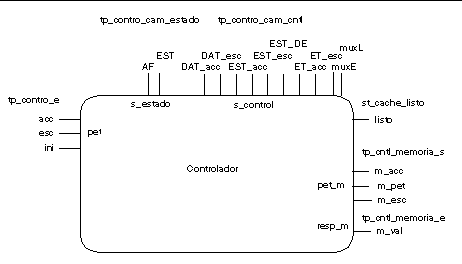 tp_contro_cam_estado tp_contro_cam_cntl
EST_DE
EST DAT_esc EST_esc ET_esc muxL
AF DAT_acc EST_acc ET_acc muxE
tp_contro_e s_estado s_control st_cache_listo
acc listo
esc pet
ini tp_cntl_memoria_s
Controlador m_acc
pet_m m_pet
m_esc
tp_cntl_memoria_e
resp_m m_val